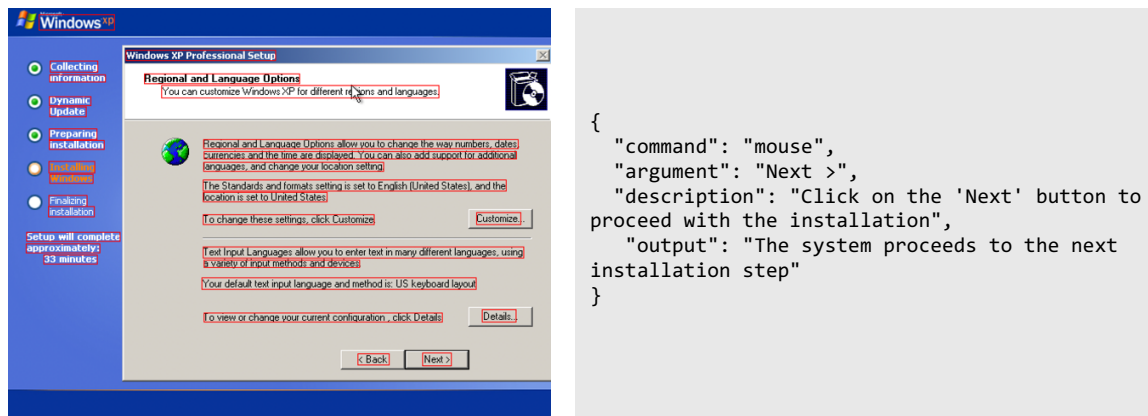 Microsoft
Windows xp
Collecting
information
Dynamic
Update
Preparing
installation
Installing
Windows
Finalizing
installation
Setup will complete
approximately:
33 minutes
Windows XP Professional Setup
Regional and Language Options
You can customize Windows XP for different regions and languages.
Regional and Language Options allow you to change the way numbers, dates,
currencies and the time are displayed. You can also add support for additional
languages, and change your location setting.
The Standards and formats setting is set to English (United States), and the
location is set to United States.
To change these settings, click Customize.
Customize...
Text Input Languages allow you to enter text in many different languages, using
a variety of input methods and devices.
Your default text input language and method is: US keyboard layout
To view or change your current configuration , click Details
Details...
< Back
Next >
{
"command": "mouse",
"argument": "Next >",
"description": "Click on the 'Next' button to
proceed with the installation",
"output": "The system proceeds to the next
installation step"
}